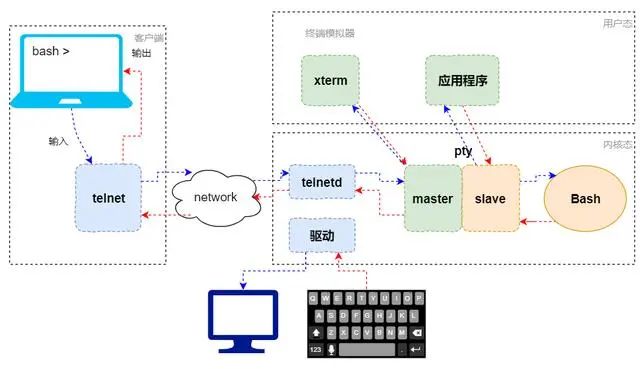 客户端
bash >
输出
输入
telnet
network
用户态
终端模拟器
xterm
应用程序
内核态
pty
telnetd
master
slave
Bash
驱动
Q W E R T Y U I O P
A S D F G H J K L
Z X C V B N M
123